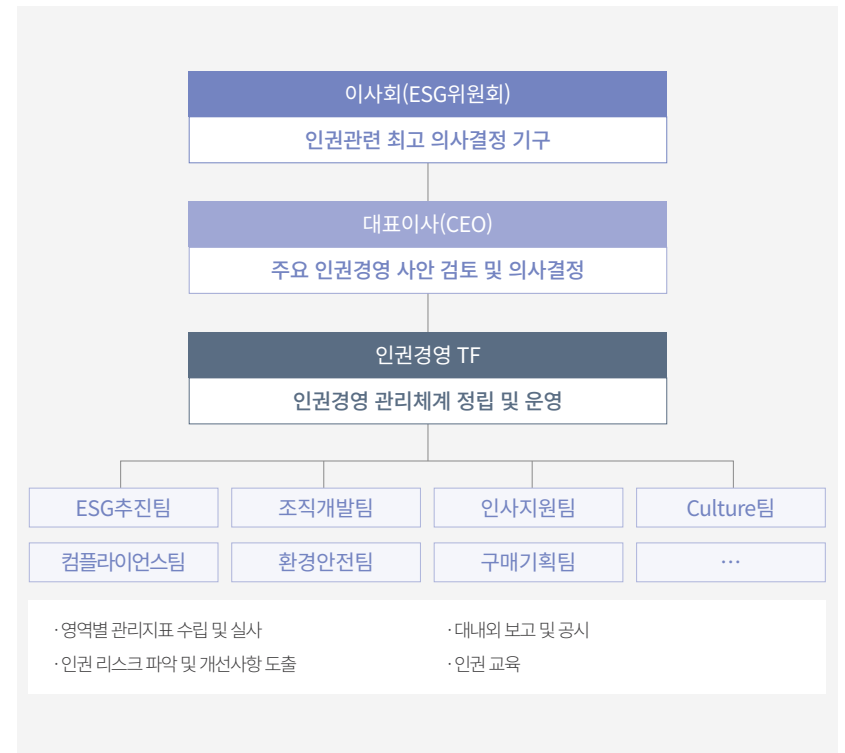 이사회(ESG위원회)
인권관련 최고 의사결정 기구
대표이사(CEO)
주요 인권경영 사안 검토 및 의사결정
인권경영 TF
인권경영 관리체계 정립 및 운영
ESG추진팀
조직개발팀
인사지원팀
Culture팀
컴플라이언스팀
환경안전팀
구매기획팀
…
·영역별 관리지표 수립 및 실사
·인권 리스크 파악 및 개선사항 도출
·대내외 보고 및 공시
·인권 교육